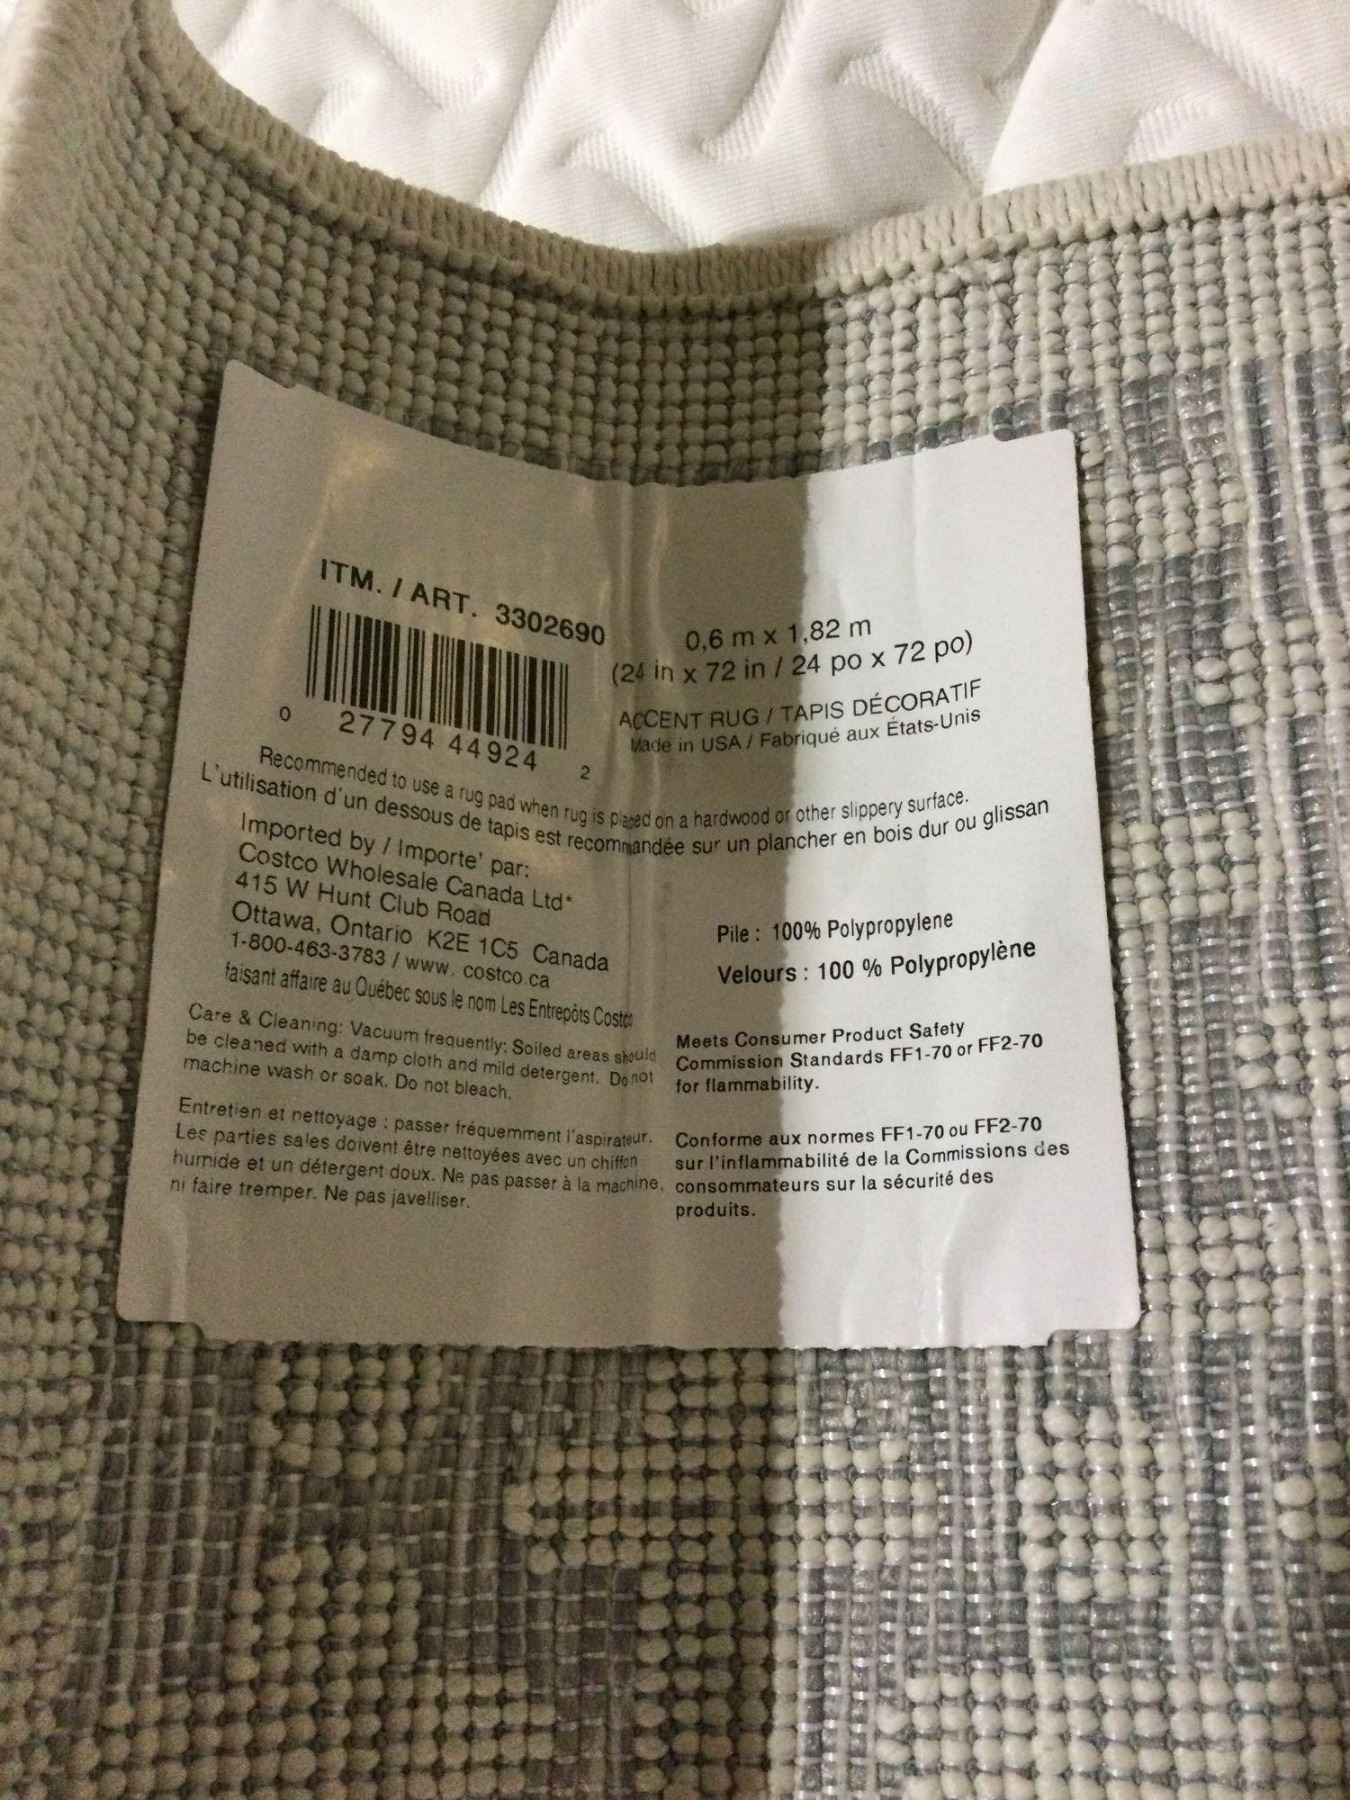 ITM. / ART. 3302690
0 27794 44924 2
0,6 m x 1,82 m
(24 in x 72 in / 24 po x 72 po)
ACCENT RUG / TAPIS DÉCORATIF
Made in USA / Fabriqué aux États-Unis
Recommended to use a rug pad when rug is placed on a hardwood or other slippery surface.
L'utilisation d'un dessous de tapis est recommandée sur un plancher en bois dur ou glissan
Imported by / Importe' par:
Costco Wholesale Canada Ltd*
415 W Hunt Club Road
Ottawa, Ontario K2E 1C5 Canada
1-800-463-3783 / www. costco.ca
faisant affaire au Québec sous le nom Les Entrepôts Costco
Pile : 100% Polypropylene
Velours : 100 % Polypropylène
Care & Cleaning: Vacuum frequently; Soiled areas should
be cleaned with a damp cloth and mild detergent. Do not
machine wash or soak. Do not bleach.
Entretien et nettoyage : passer fréquemment l'aspirateur.
Les parties sales doivent être nettoyées avec un chiffon
humide et un détergent doux. Ne pas passer à la machine,
ni faire tremper. Ne pas javelliser.
Meets Consumer Product Safety
Commission Standards FF1-70 or FF2-70
for flammability.
Conforme aux normes FF1-70 ou FF2-70
sur l'inflammabilité de la Commissions des
consommateurs sur la sécurité des
produits.